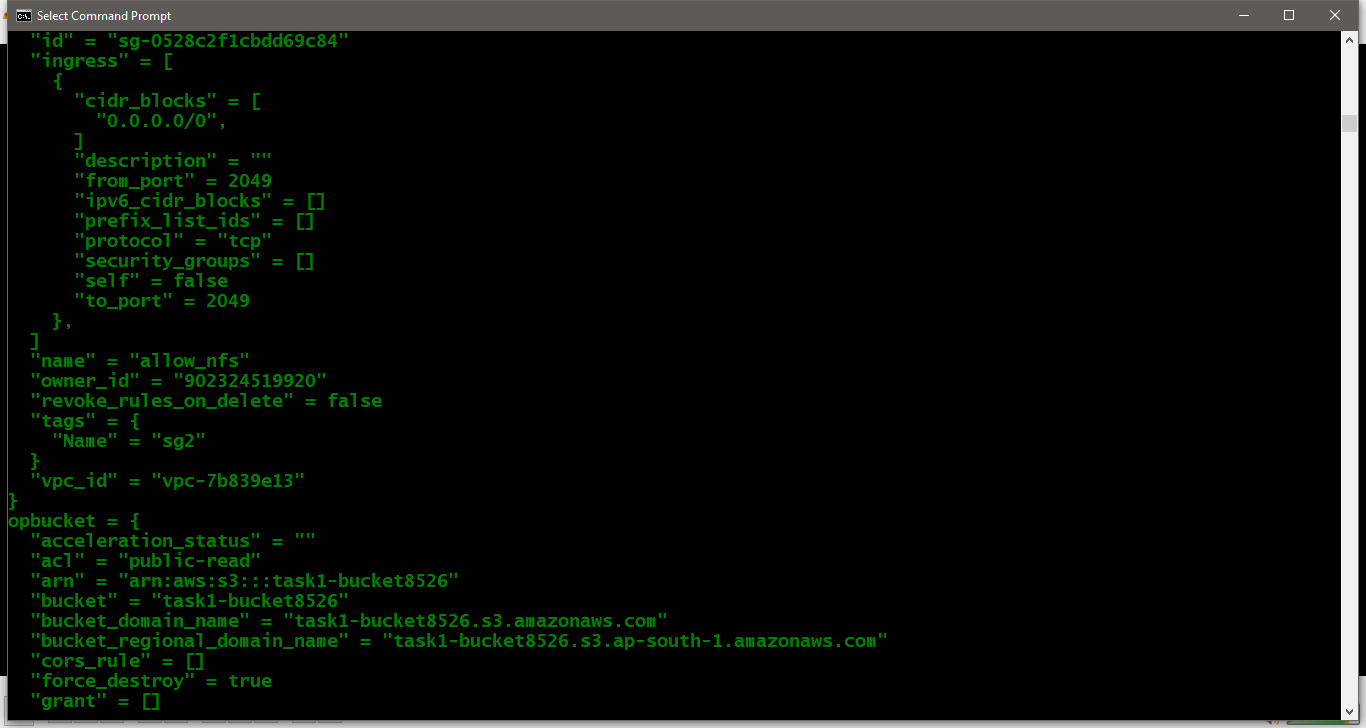 Select Command Prompt
"id" = "sg-0528c2f1cbdd69c84"
"ingress" = [
{
"cidr_blocks" = [
"0.0.0.0/0",
]
"description" = ""
"from_port" = 2049
"ipv6_cidr_blocks" = []
"prefix_list_ids" = []
"protocol" = "tcp"
"security_groups" = []
"self" = false
"to_port" = 2049
},
]
"name" = "allow_nfs"
"owner_id" = "902324519920"
"revoke_rules_on_delete" = false
"tags" = {
"Name" = "sg2"
}
"vpc_id" = "vpc-7b839e13"
}
opbucket = {
"acceleration_status" = ""
"acl" = "public-read"
"arn" = "arn:aws:s3:::task1-bucket8526"
"bucket" = "task1-bucket8526"
"bucket_domain_name" = "task1-bucket8526.s3.amazonaws.com"
"bucket_regional_domain_name" = "task1-bucket8526.s3.ap-south-1.amazonaws.com"
"cors_rule" = []
"force_destroy" = true
"grant" = []